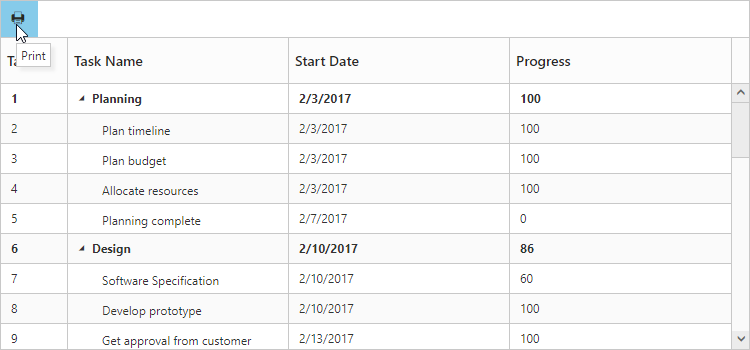 Print
Ta Task Name Start Date Progress
1 Planning 2/3/2017 100
2 Plan timeline 2/3/2017 100
3 Plan budget 2/3/2017 100
4 Allocate resources 2/3/2017 100
5 Planning complete 2/7/2017 0
6 Design 2/10/2017 86
7 Software Specification 2/10/2017 60
8 Develop prototype 2/10/2017 100
9 Get approval from customer 2/13/2017 100